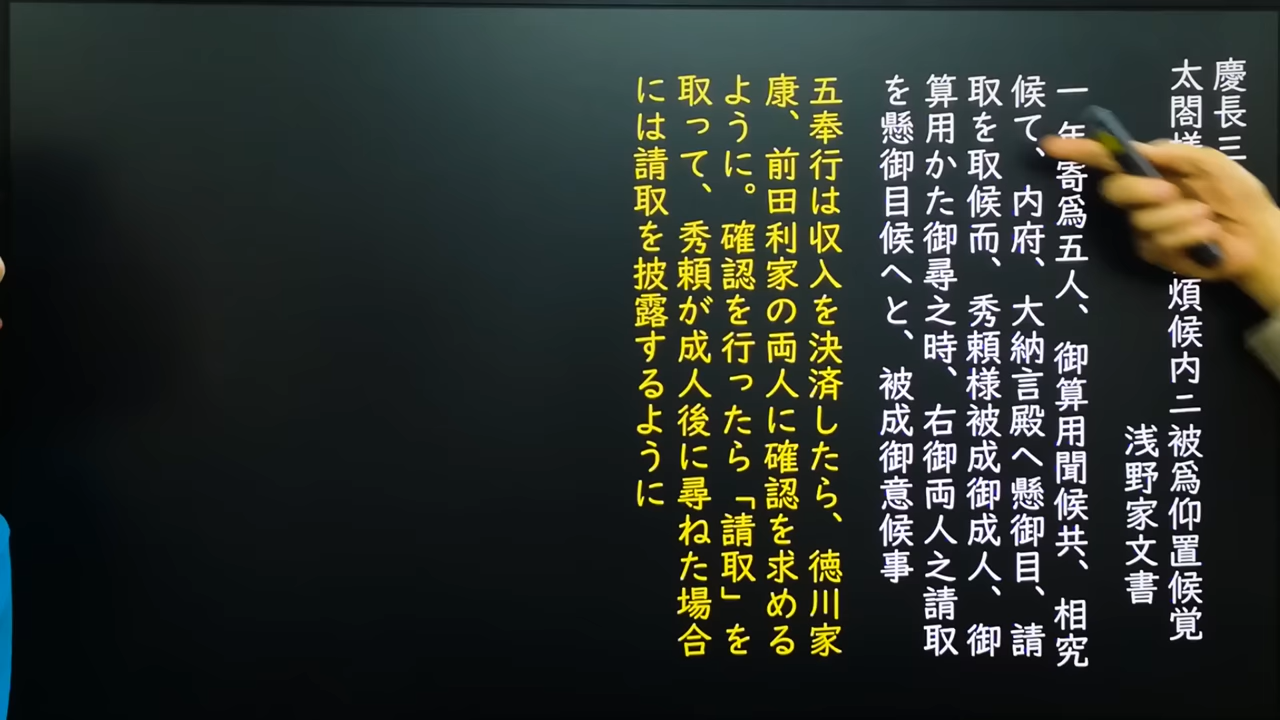 慶長三
太閤様 煩候内ニ被爲仰置候覚
浅野家文書
一年寄爲五人、御算用聞候共、相究
候て、内府、大納言殿へ懸御目、請
取を取候而、秀頼様被成御成人、御
算用かた御尋之時、右御両人之請取
を懸御目候へと、被成御意候事
五奉行は収入を決済したら、徳川家
康、前田利家の両人に確認を求める
ように。確認を行ったら「請取」を
取って、秀頼が成人後に尋ねた場合
には請取を披露するように